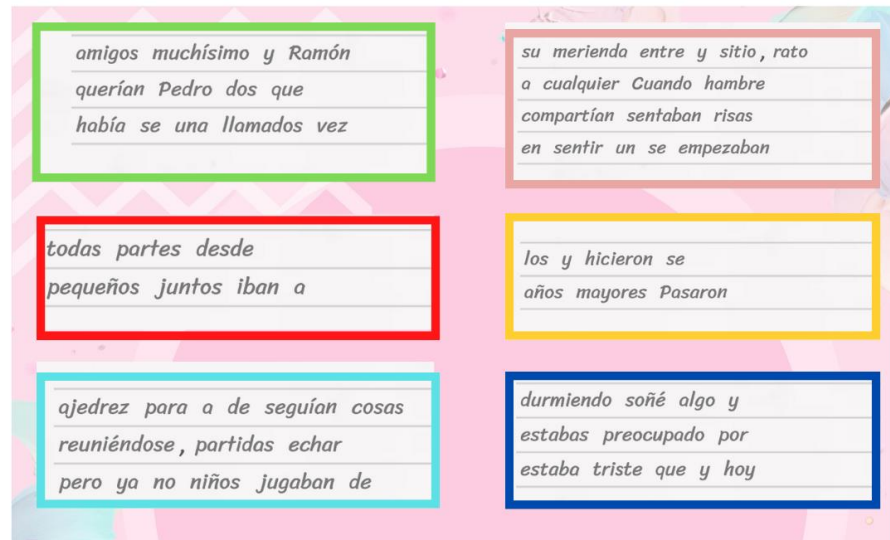 amigos muchísimo y Ramón
querían Pedro dos que
había se una llamados vez
su merienda entre y sitio, rato
a cualquier Cuando hambre
compartían sentaban risas
en sentir un se empezaban
todas partes desde
pequeños juntos iban a
los y hicieron se
años mayores Pasaron
ajedrez para a de seguían cosas
reuniéndose, partidas echar
pero ya no niños jugaban de
durmiendo soñé algo y
estabas preocupado por
estaba triste que y hoy